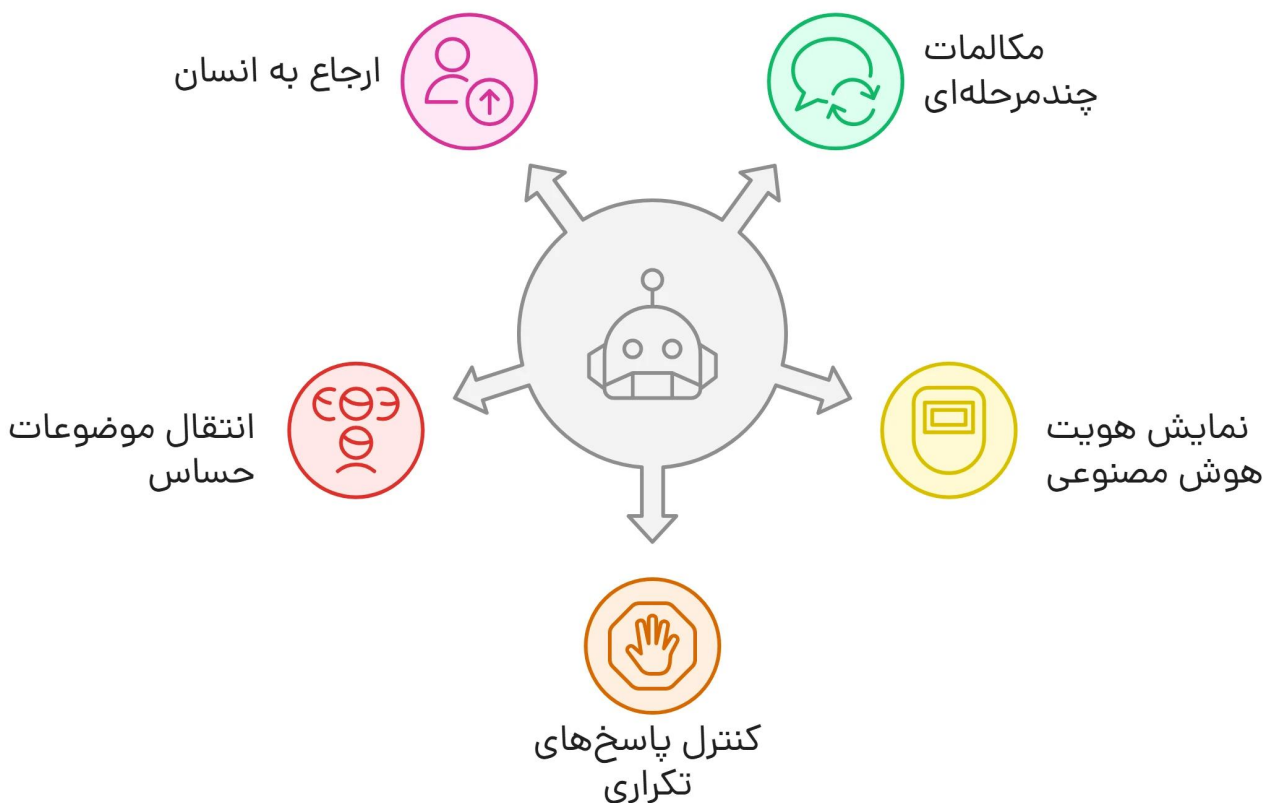 مکالمات
چندمرحله‌ای
ارجاع به انسان
نمایش هویت
هوش مصنوعی
انتقال موضوعات
حساس
کنترل پاسخ‌های
تکراری